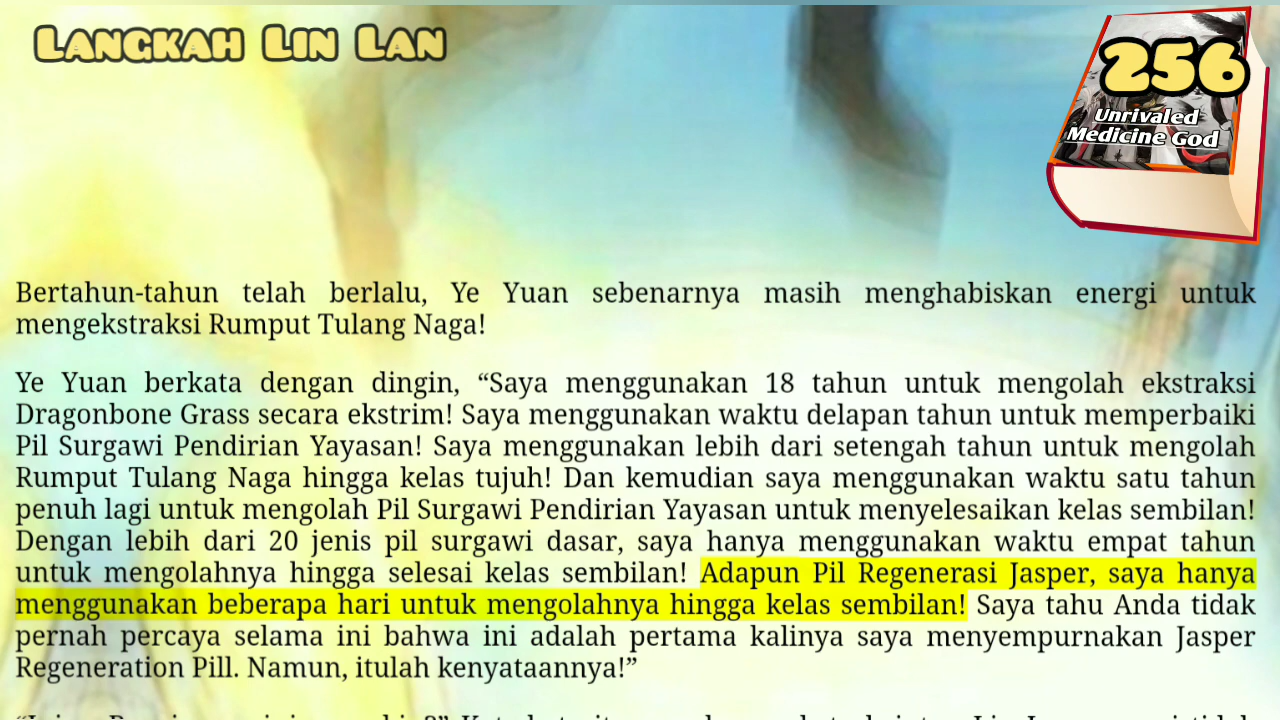 Langkah Lin Lan
256
Unrivaled
Medicine God
Bertahun-tahun telah berlalu, Ye Yuan sebenarnya masih menghabiskan energi untuk
mengekstraksi Rumput Tulang Naga!
Ye Yuan berkata dengan dingin, “Saya menggunakan 18 tahun untuk mengolah ekstraksi
Dragonbone Grass secara ekstrim! Saya menggunakan waktu delapan tahun untuk memperbaiki
Pil Surgawi Pendirian Yayasan! Saya menggunakan lebih dari setengah tahun untuk mengolah
Rumput Tulang Naga hingga kelas tujuh! Dan kemudian saya menggunakan waktu satu tahun
penuh lagi untuk mengolah Pil Surgawi Pendirian Yayasan untuk menyelesaikan kelas sembilan!
Dengan lebih dari 20 jenis pil surgawi dasar, saya hanya menggunakan waktu empat tahun
untuk mengolahnya hingga selesai kelas sembilan! Adapun Pil Regenerasi Jasper, saya hanya
menggunakan beberapa hari untuk mengolahnya hingga kelas sembilan! Saya tahu Anda tidak
pernah percaya selama ini bahwa ini adalah pertama kalinya saya menyempurnakan Jasper
Regeneration Pill. Namun, itulah kenyataannya!”